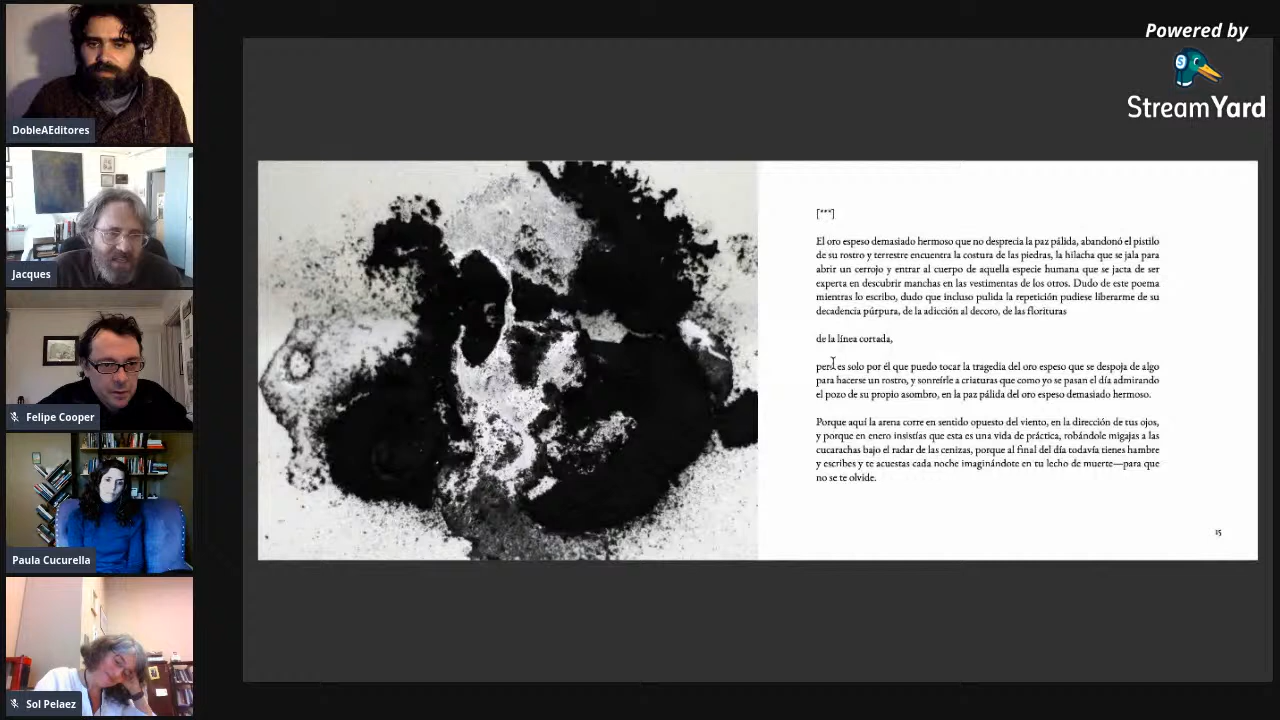 Powered by
StreamYard
DobleAEditores
Jacques
Felipe Cooper
Paula Cucurella
Sol Pelaez
[***]
El oro espeso demasiado hermoso que no desprecia la paz pálida, abandonó el pistilo
de su rostro y terrestre encuentra la costura de las piedras, la hilacha que se jala para
abrir un cerrojo y entrar al cuerpo de aquella especie humana que se jacta de ser
experta en descubrir manchas en las vestimentas de los otros. Dudo de este poema
mientras lo escribo, dudo que incluso pulida la repetición pudiese liberarme de su
decadencia púrpura, de la adicción al decoro, de las florituras
de la línea cortada,
pero es solo por él que puedo tocar la tragedia del oro espeso que se despoja de algo
para hacerse un rostro, y sonreírle a criaturas que como yo se pasan el día admirando
el pozo de su propio asombro, en la paz pálida del oro espeso demasiado hermoso.
Porque aquí la arena corre en sentido opuesto del viento, en la dirección de tus ojos,
y porque en enero insistías que esta es una vida de práctica, robándole migajas a las
cucarachas bajo el radar de las cenizas, porque al final del día todavía tienes hambre
y escribes y te acuestas cada noche imaginándote en tu lecho de muerte—para que
no se te olvide.
15